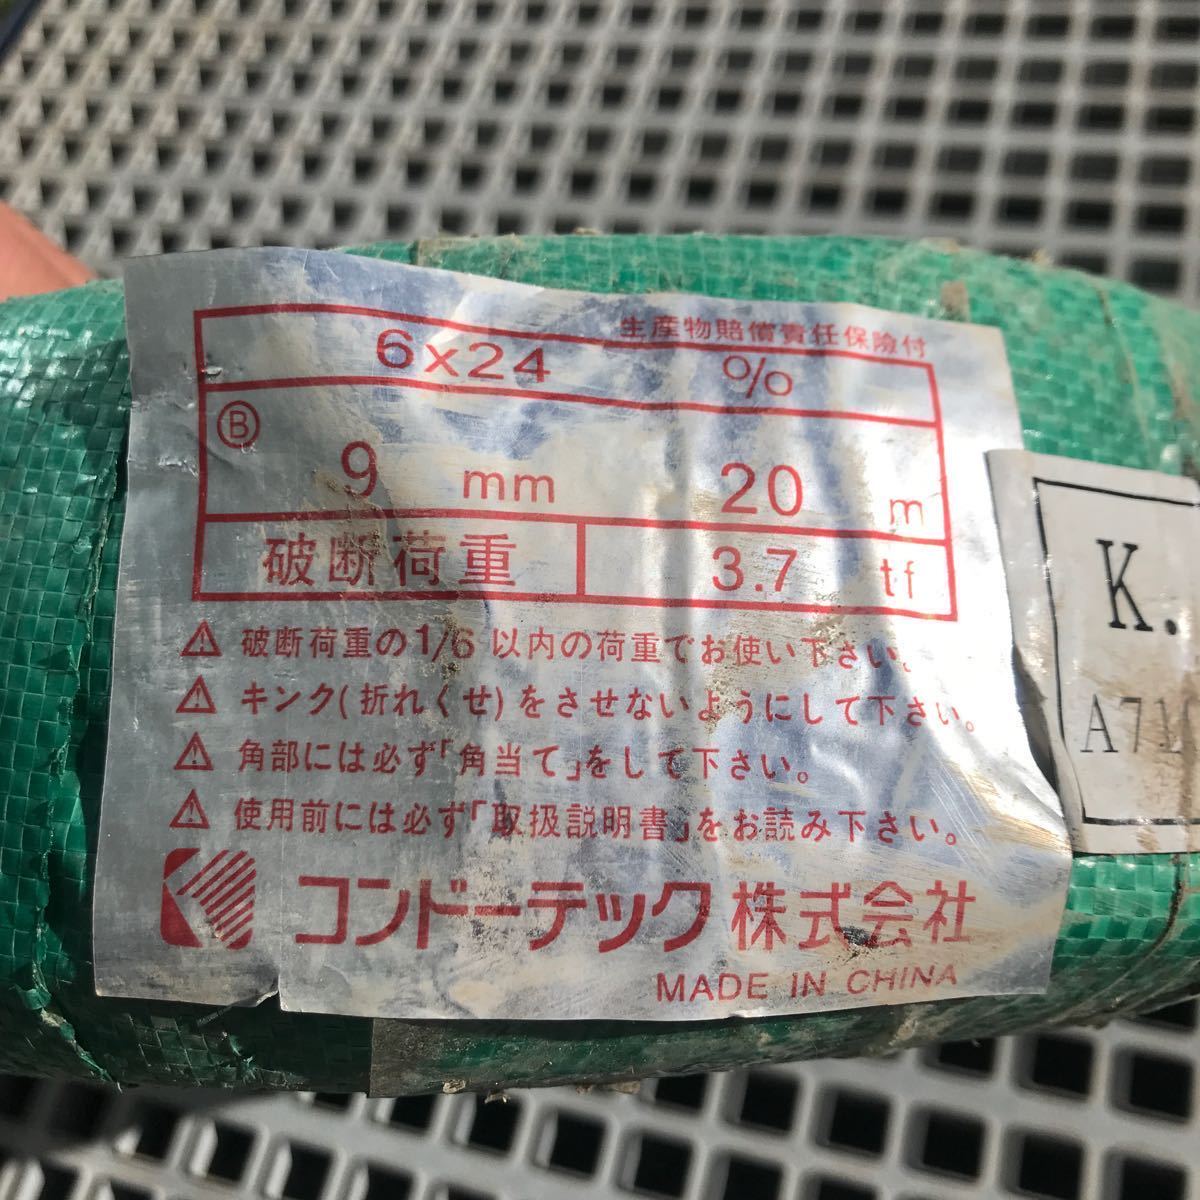 生産物賠償責任保険付
6x24 %
Ⓑ 9 mm 20 m
破断荷重 3.7 tf
⚠ 破断荷重の1/6 以内の荷重でお使い下さい。
⚠ キンク(折れくせ)をさせないようにして下さい。
⚠ 角部には必ず「角当て」をして下さい。
⚠ 使用前には必ず「取扱説明書」をお読み下さい。
コンドーテック株式会社
MADE IN CHINA
K.